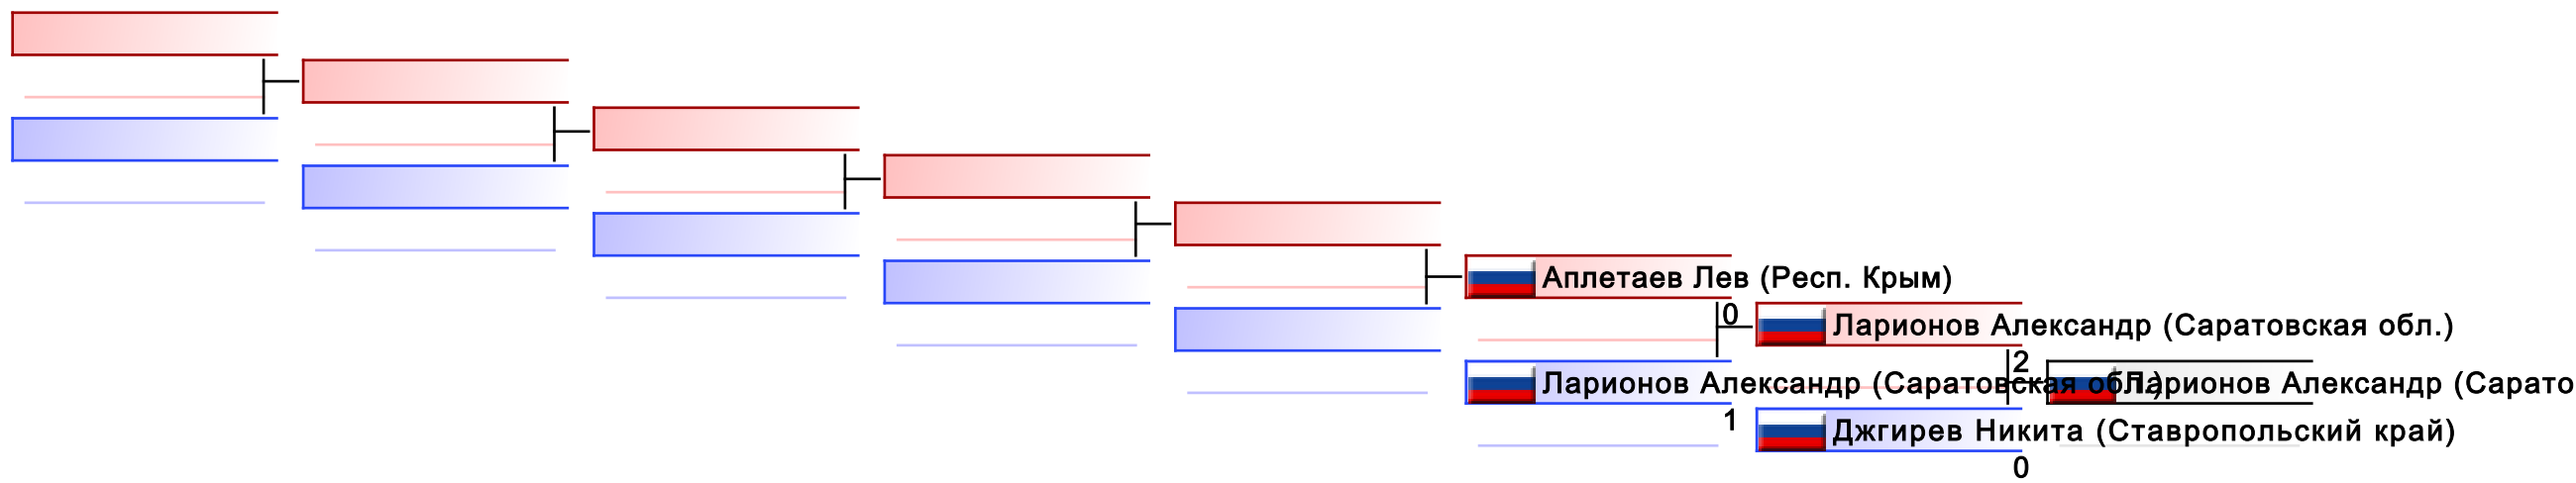 Аплетаев Лев (Респ. Крым)
0
Ларионов Александр (Саратовская обл.)
1
Ларионов Александр (Саратовская обл.)
2
Джгирев Никита (Ставропольский край)
0
Ларионов Александр (Сарато